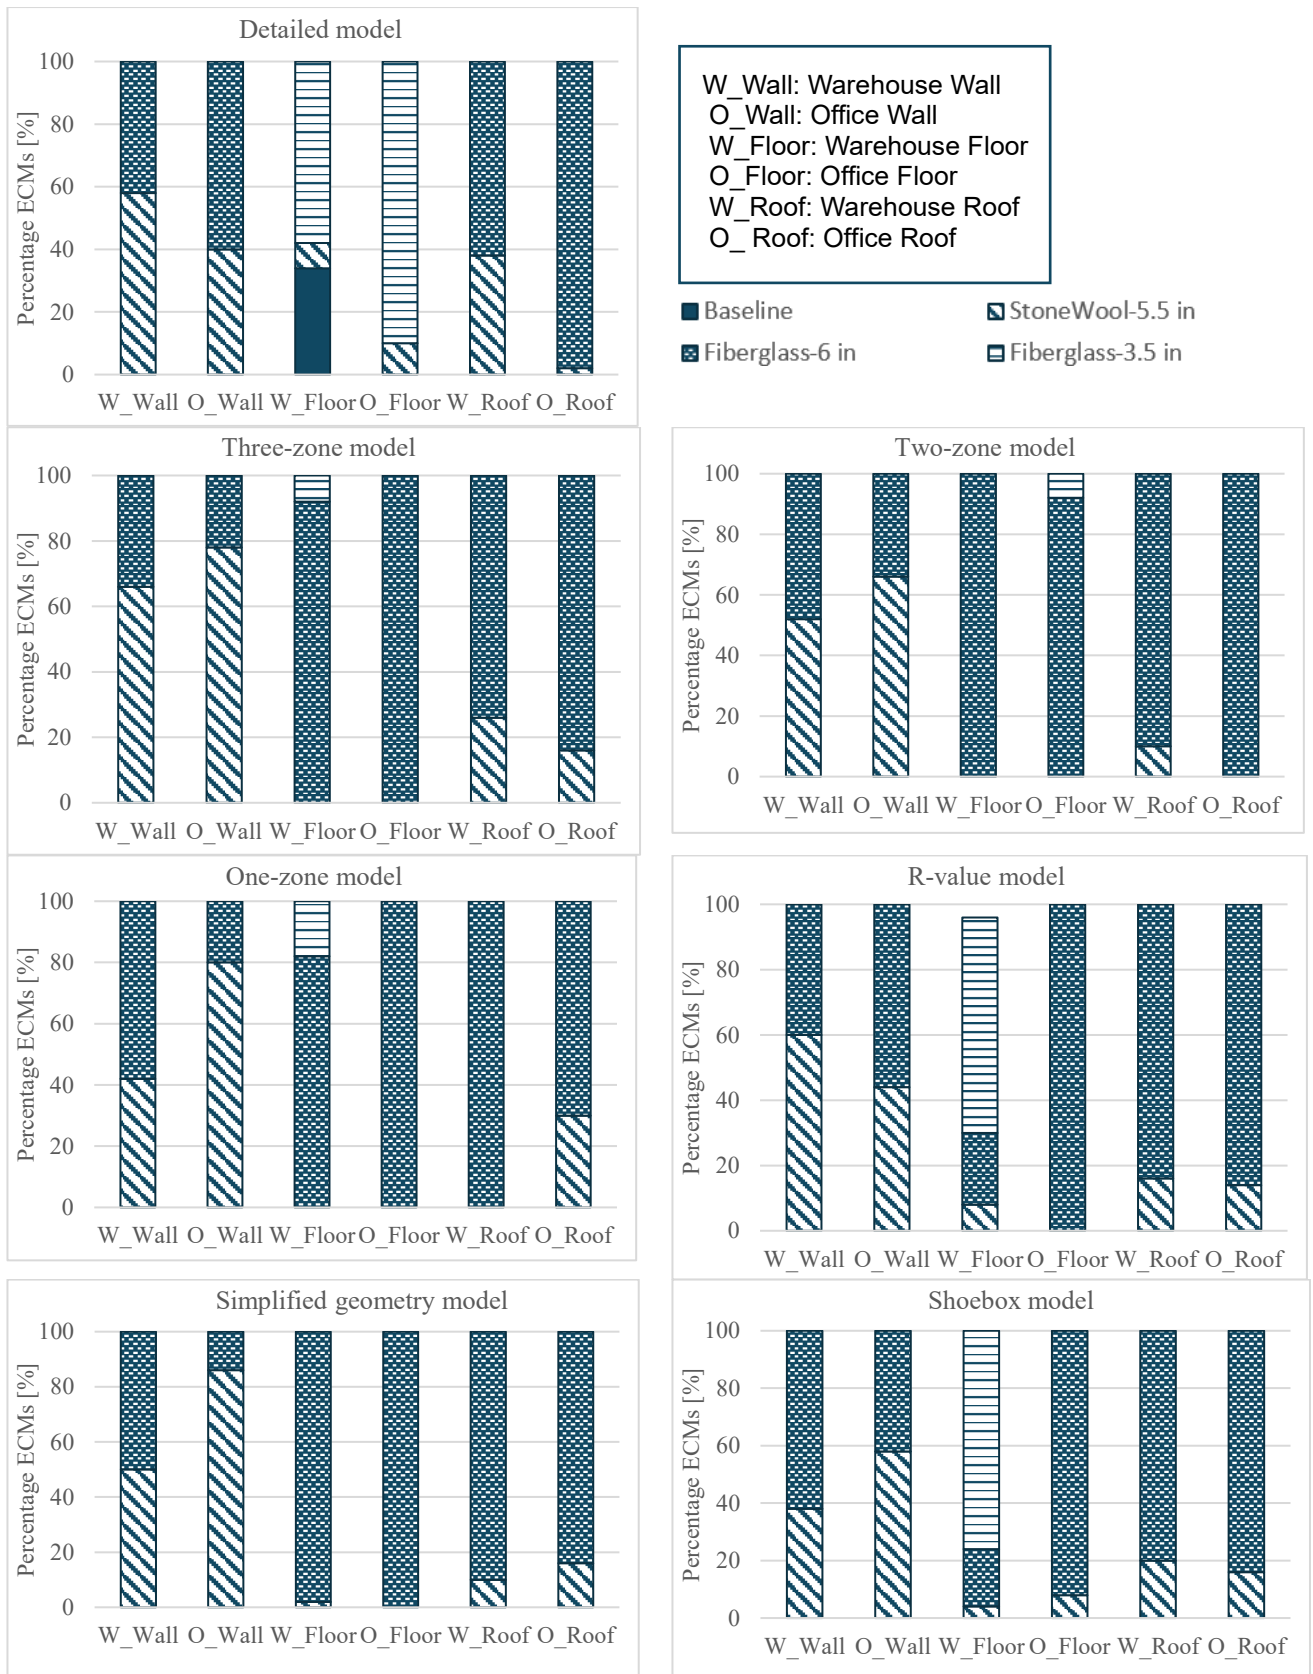 Detailed model
100
80
60
40
20
0
Percentage ECMs [%]
W_Wall O_Wall W_Floor O_Floor W_Roof O_Roof
W_Wall: Warehouse Wall
O_Wall: Office Wall
W_Floor: Warehouse Floor
O_Floor: Office Floor
W_Roof: Warehouse Roof
O_ Roof: Office Roof
Baseline
StoneWool-5.5 in
Fiberglass-6 in
Fiberglass-3.5 in
Three-zone model
100
80
60
40
20
0
Percentage ECMs [%]
W_Wall O_Wall W_Floor O_Floor W_Roof O_Roof
Two-zone model
100
80
60
40
20
0
Percentage ECMs [%]
W_Wall O_Wall W_Floor O_Floor W_Roof O_Roof
One-zone model
100
80
60
40
20
0
Percentage ECMs [%]
W_Wall O_Wall W_Floor O_Floor W_Roof O_Roof
R-value model
100
80
60
40
20
0
Percentage ECMs [%]
W_Wall O_Wall W_Floor O_Floor W_Roof O_Roof
Simplified geometry model
100
80
60
40
20
0
Percentage ECMs [%]
W_Wall O_Wall W_Floor O_Floor W_Roof O_Roof
Shoebox model
100
80
60
40
20
0
Percentage ECMs [%]
W_Wall O_Wall W_Floor O_Floor W_Roof O_Roof